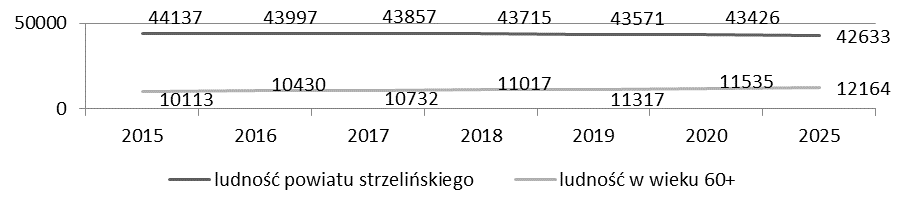 50000
44137 43997 43857 43715 43571 43426 42633
10113 10430 10732 11017 11317 11535 12164
0
2015 2016 2017 2018 2019 2020 2025
ludność powiatu strzelińskiego ludność w wieku 60+